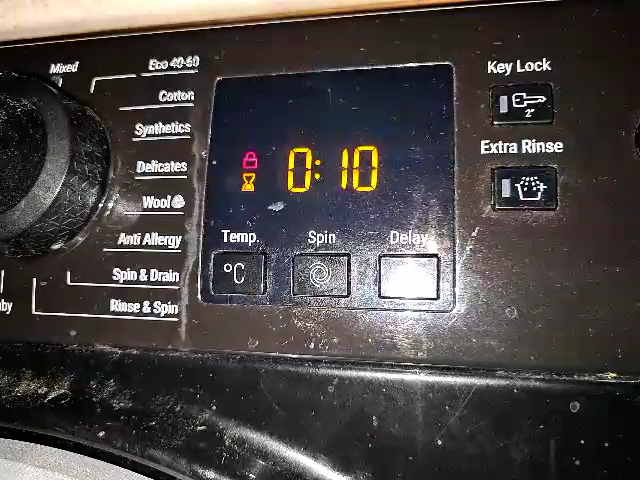 Mixed
Eco 40-60
Cotton
Synthetics
Delicates
Wool
Anti Allergy
Spin & Drain
Rinse & Spin
by
0:10
Temp.
Spin
Delay
°C
Key Lock
2"
Extra Rinse